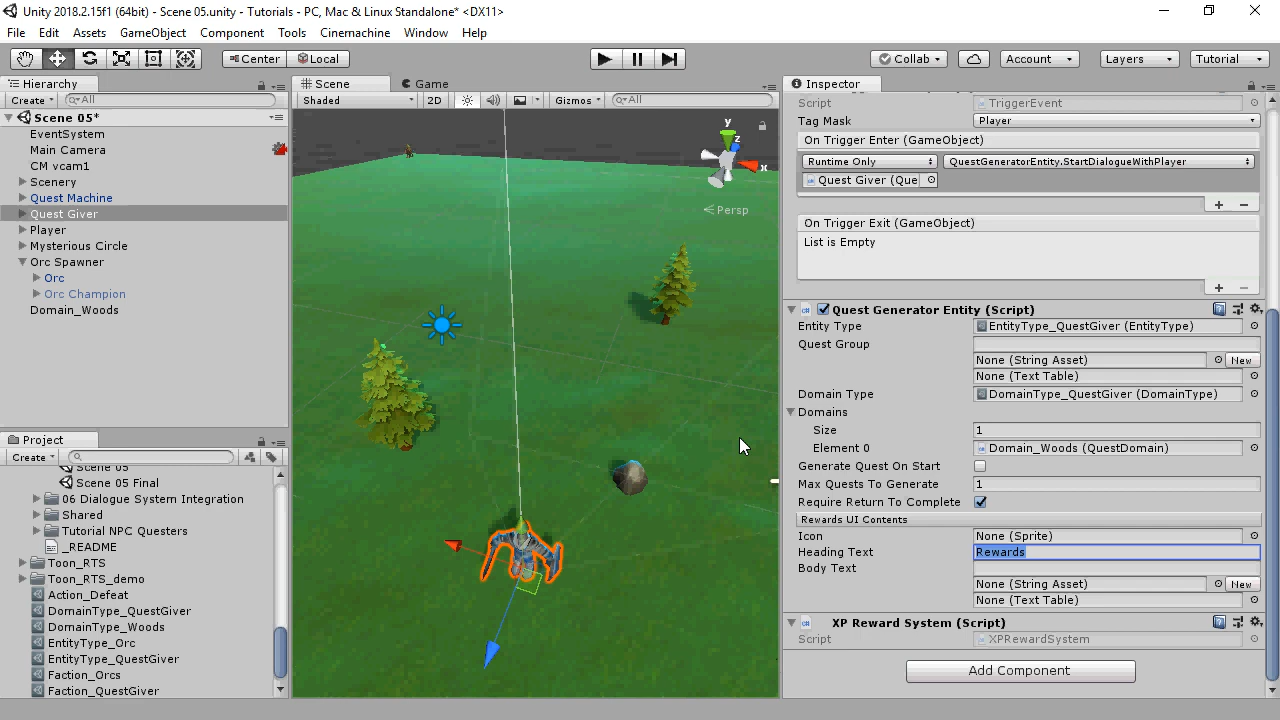 Unity 2018.2.15f1 (64bit) - Scene 05.unity - Tutorials - PC, Mac & Linux Standalone* <DX11>
File Edit Assets GameObject Component Tools Cinemachine Window Help
Center Local Collab Account Layers Tutorial
Hierarchy
Create All
Scene 05*
EventSystem
Main Camera
CM vcam1
Scenery
Quest Machine
Quest Giver
Player
Mysterious Circle
Orc Spawner
Orc
Orc Champion
Domain_Woods
Project
Create
Scene 05
Scene 05 Final
06 Dialogue System Integration
Shared
Tutorial NPC Questers
_README
Toon_RTS
Toon_RTS_demo
Action_Defeat
DomainType_QuestGiver
DomainType_Woods
EntityType_Orc
EntityType_QuestGiver
Faction_Orcs
Faction_QuestGiver
Scene Game
Shaded 2D Gizmos All
y
z
x
Persp
Inspector
Script TriggerEvent
Tag Mask Player
On Trigger Enter (GameObject)
Runtime Only QuestGeneratorEntity.StartDialogueWithPlayer
Quest Giver (Que
+ −
On Trigger Exit (GameObject)
List is Empty
+ −
Quest Generator Entity (Script)
Entity Type EntityType_QuestGiver (EntityType)
Quest Group
None (String Asset) New
None (Text Table)
Domain Type DomainType_QuestGiver (DomainType)
Domains
Size 1
Element 0 Domain_Woods (QuestDomain)
Generate Quest On Start
Max Quests To Generate 1
Require Return To Complete
Rewards UI Contents
Icon None (Sprite)
Heading Text Rewards
Body Text
None (String Asset) New
None (Text Table)
XP Reward System (Script)
Script XPRewardSystem
Add Component